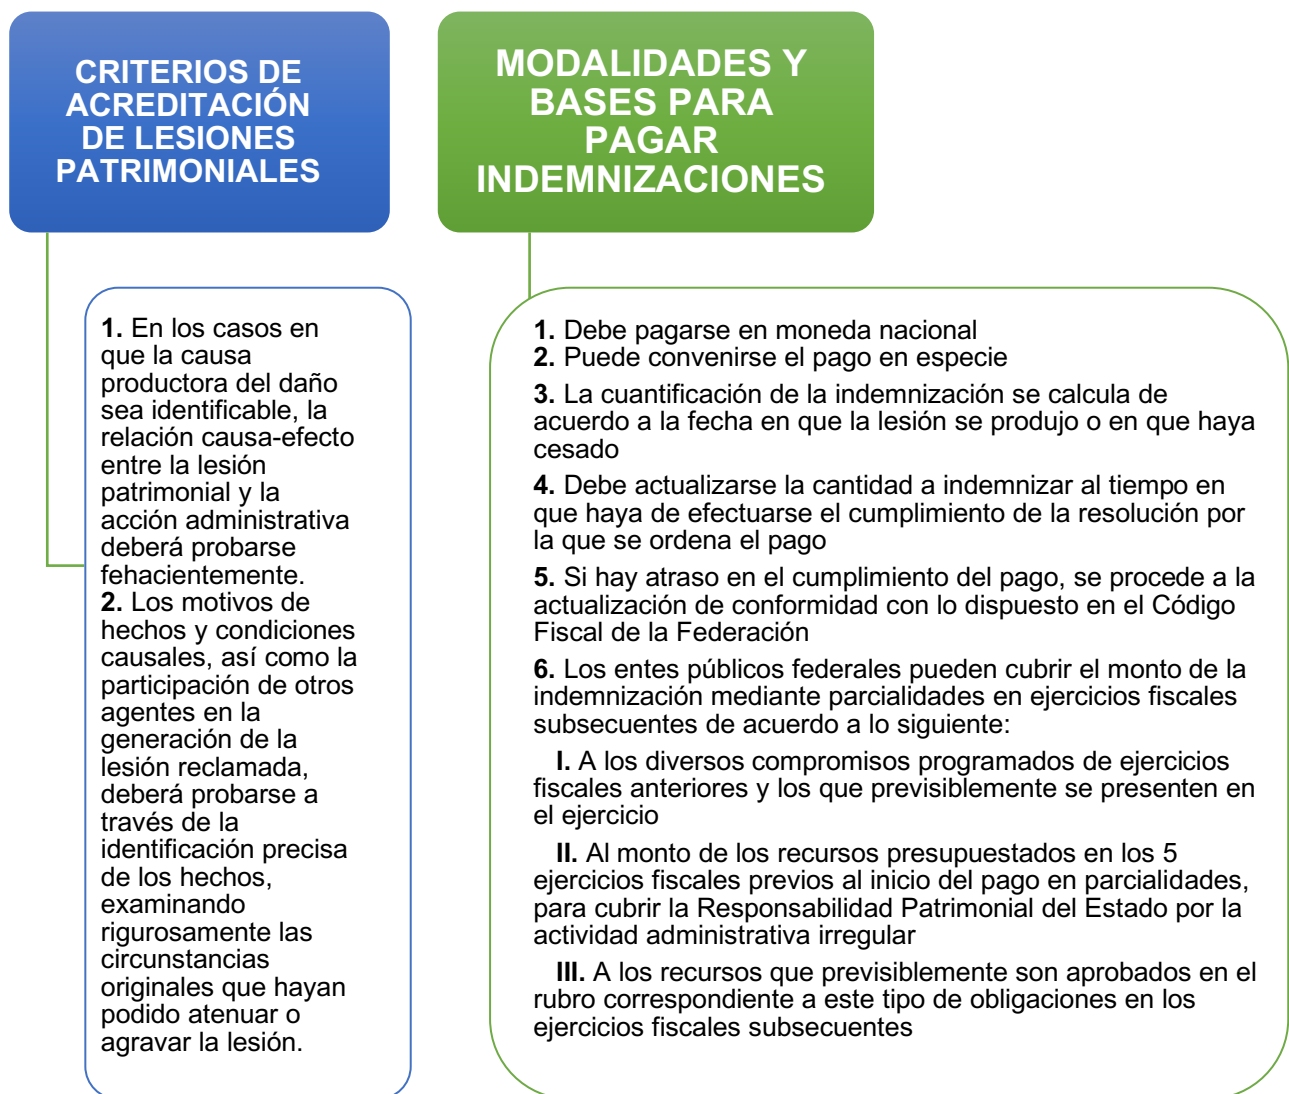 CRITERIOS DE
ACREDITACIÓN
DE LESIONES
PATRIMONIALES
1. En los casos en
que la causa
productora del daño
sea identificable, la
relación causa-efecto
entre la lesión
patrimonial y la
acción administrativa
deberá probarse
fehacientemente.
2. Los motivos de
hechos y condiciones
causales, así como la
participación de otros
agentes en la
generación de la
lesión reclamada,
deberá probarse a
través de la
identificación precisa
de los hechos,
examinando
rigurosamente las
circunstancias
originales que hayan
podido atenuar o
agravar la lesión.
MODALIDADES Y
BASES PARA
PAGAR
INDEMNIZACIONES
1. Debe pagarse en moneda nacional
2. Puede convenirse el pago en especie
3. La cuantificación de la indemnización se calcula de
acuerdo a la fecha en que la lesión se produjo o en que haya
cesado
4. Debe actualizarse la cantidad a indemnizar al tiempo en
que haya de efectuarse el cumplimiento de la resolución por
la que se ordena el pago
5. Si hay atraso en el cumplimiento del pago, se procede a la
actualización de conformidad con lo dispuesto en el Código
Fiscal de la Federación
6. Los entes públicos federales pueden cubrir el monto de la
indemnización mediante parcialidades en ejercicios fiscales
subsecuentes de acuerdo a lo siguiente:
I. A los diversos compromisos programados de ejercicios
fiscales anteriores y los que previsiblemente se presenten en
el ejercicio
II. Al monto de los recursos presupuestados en los 5
ejercicios fiscales previos al inicio del pago en parcialidades,
para cubrir la Responsabilidad Patrimonial del Estado por la
actividad administrativa irregular
III. A los recursos que previsiblemente son aprobados en el
rubro correspondiente a este tipo de obligaciones en los
ejercicios fiscales subsecuentes